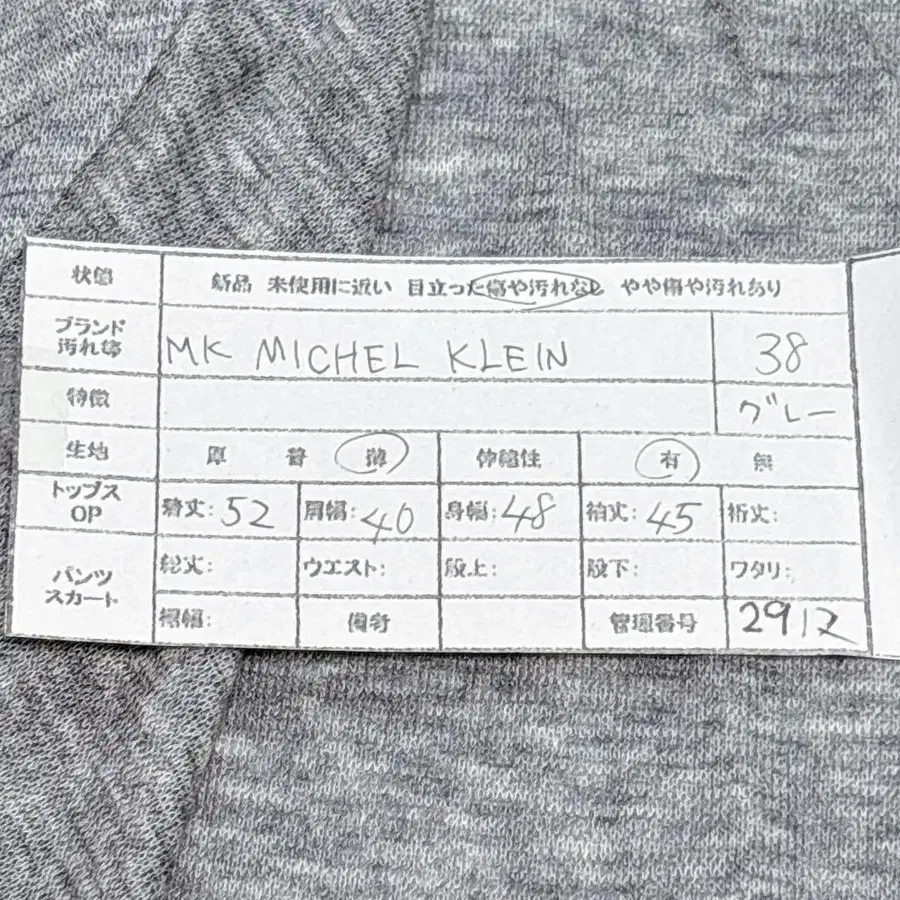 状態 新品 未使用に近い 目立った傷や汚れなし やや傷や汚れあり
ブランド 汚れ等 MK MICHEL KLEIN 38
特徴 グレー
生地 厚 普 薄 伸縮性 有 無
トップス OP 着丈: 52 肩幅: 40 身幅: 48 袖丈: 45 裄丈:
パンツ スカート 総丈: ウエスト: 股上: 股下: ワタリ:
裾幅: 備考 管理番号 2912